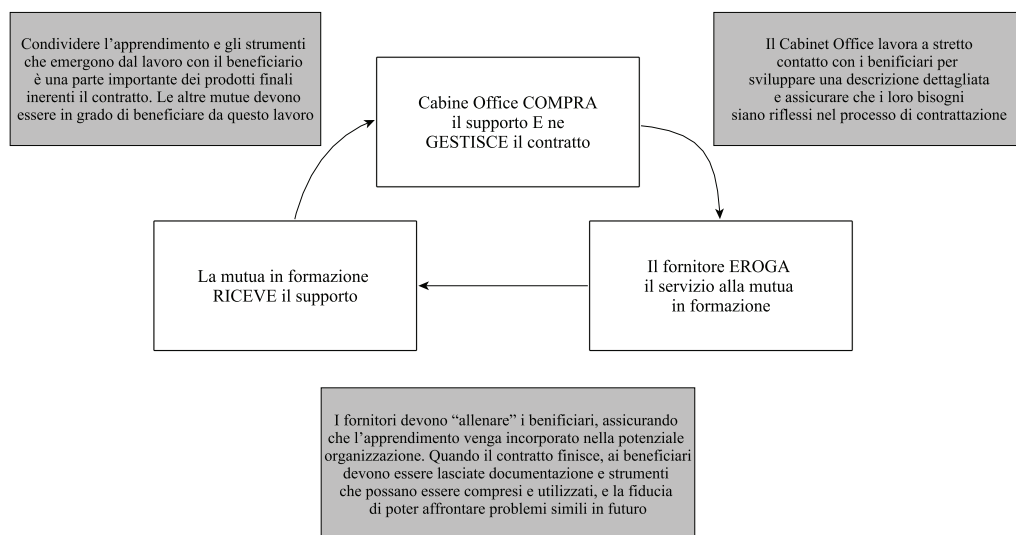 Condividere l’apprendimento e gli strumenti
che emergono dal lavoro con il beneficiario
è una parte importante dei prodotti finali
inerenti il contratto. Le altre mutue devono
essere in grado di beneficiare da questo lavoro
Cabine Office COMPRA
il supporto E ne
GESTISCE il contratto
Il Cabinet Office lavora a stretto
contatto con i benificiari per
sviluppare una descrizione dettagliata
e assicurare che i loro bisogni
siano riflessi nel processo di contrattazione
La mutua in formazione
RICEVE il supporto
Il fornitore EROGA
il servizio alla mutua
in formazione
I fornitori devono “allenare” i benificiari, assicurando
che l’apprendimento venga incorporato nella potenziale
organizzazione. Quando il contratto finisce, ai beneficiari
devono essere lasciate documentazione e strumenti
che possano essere compresi e utilizzati, e la fiducia
di poter affrontare problemi simili in futuro